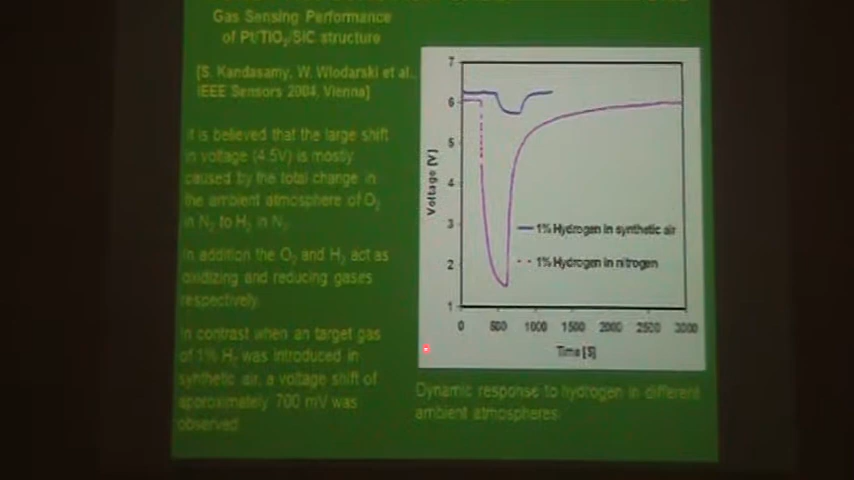 Gas Sensing Performance
of Pt/TiO2/SiC structure
[S. Kandasamy, W. Wlodarski et al.,
IEEE Sensors 2004, Vienna]
It is believed that the large shift
in voltage (4.5V) is mostly
caused by the total change in
the ambient atmosphere of O2
in N2 to H2 in N2
In addition the O2 and H2 act as
oxidizing and reducing gases
respectively
In contrast when an target gas
of 1% H2 was introduced in
synthetic air, a voltage shift of
approximately 700 mV was
observed
7
6
5
4
3
2
1
Voltage [V]
1% Hydrogen in synthetic air
1% Hydrogen in nitrogen
0 500 1000 1500 2000 2500 3000
Time [S]
Dynamic response to hydrogen in different
ambient atmospheres.